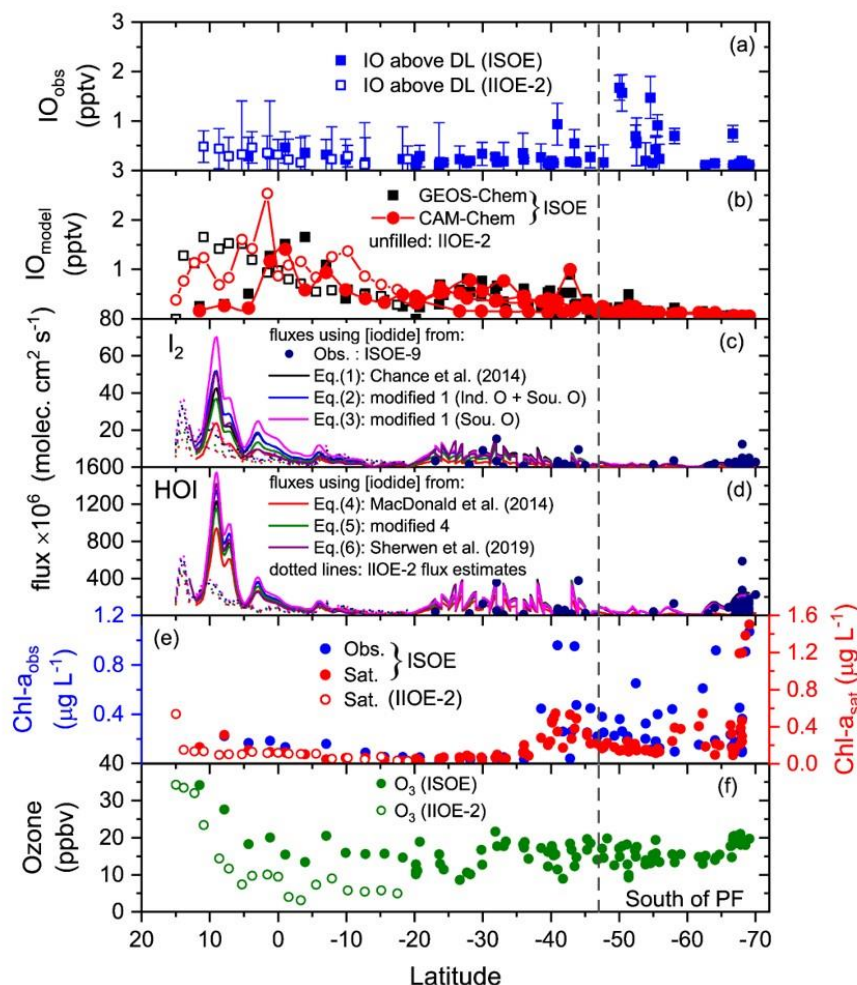 3
2
1
3
IO_obs
(pptv)
(a)
IO above DL (ISOE)
IO above DL (IIOE-2)
2
1
80
IO_model
(pptv)
(b)
GEOS-Chem
CAM-Chem
} ISOE
unfilled: IIOE-2
60
40
20
1600
I₂
(c)
fluxes using [iodide] from:
Obs. : ISOE-9
Eq.(1): Chance et al. (2014)
Eq.(2): modified 1 (Ind. O + Sou. O)
Eq.(3): modified 1 (Sou. O)
flux ×10⁶ (molec. cm² s⁻¹)
1200
800
400
1.2
HOI
(d)
fluxes using [iodide] from:
Eq.(4): MacDonald et al. (2014)
Eq.(5): modified 4
Eq.(6): Sherwen et al. (2019)
dotted lines: IIOE-2 flux estimates
0.8
0.4
40
Chl-a_obs
(µg L⁻¹)
(e)
Obs.
Sat.
} ISOE
Sat. (IIOE-2)
1.6
1.2
0.8
0.4
0.0
Chl-a_sat
(µg L⁻¹)
30
20
10
0
Ozone
(ppbv)
(f)
O₃ (ISOE)
O₃ (IIOE-2)
South of PF
20 10 0 -10 -20 -30 -40 -50 -60 -70
Latitude